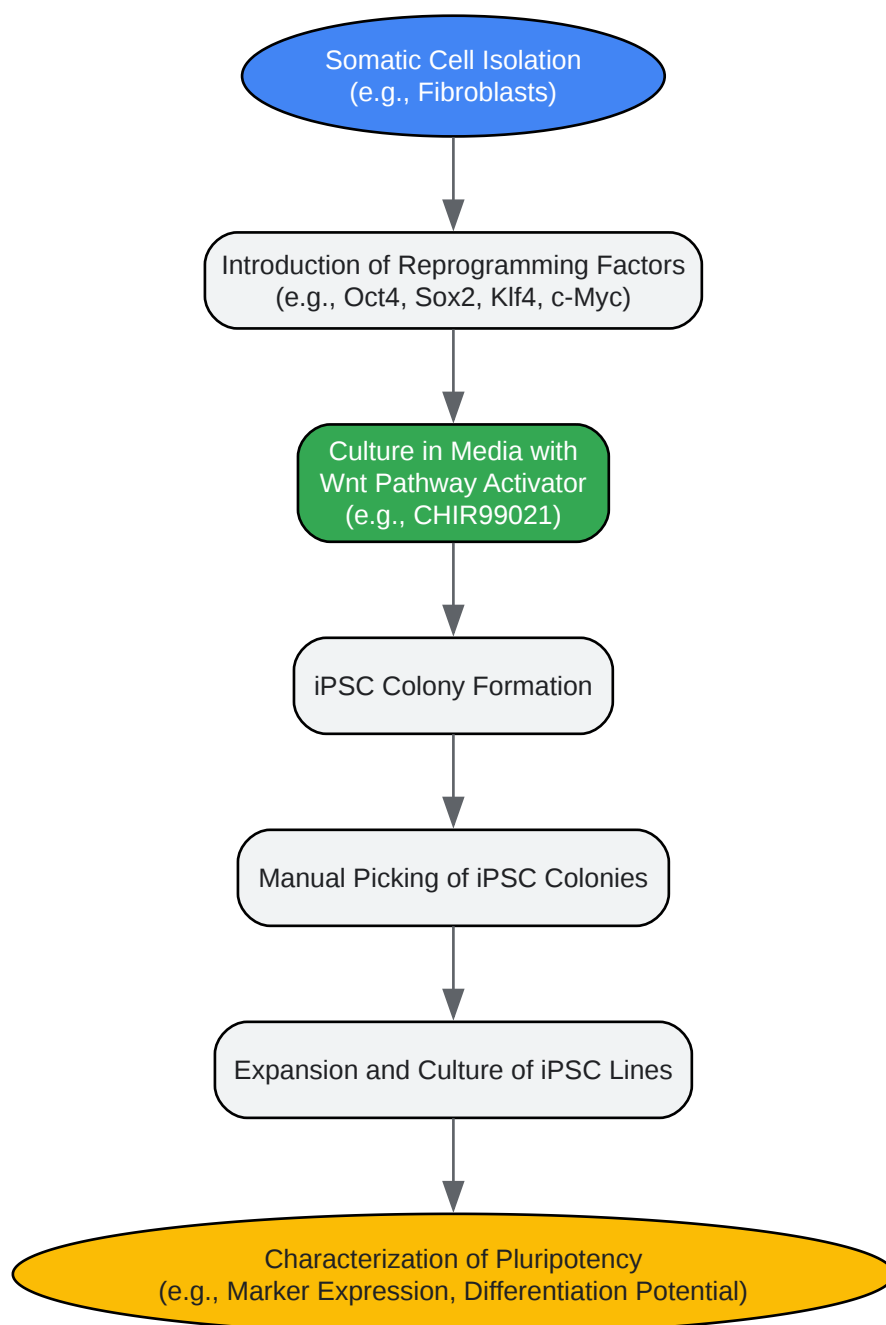 Somatic Cell Isolation
(e.g., Fibroblasts)
Introduction of Reprogramming Factors
(e.g., Oct4, Sox2, Klf4, c-Myc)
Culture in Media with
Wnt Pathway Activator
(e.g., CHIR99021)
iPSC Colony Formation
Manual Picking of iPSC Colonies
Expansion and Culture of iPSC Lines
Characterization of Pluripotency
(e.g., Marker Expression, Differentiation Potential)